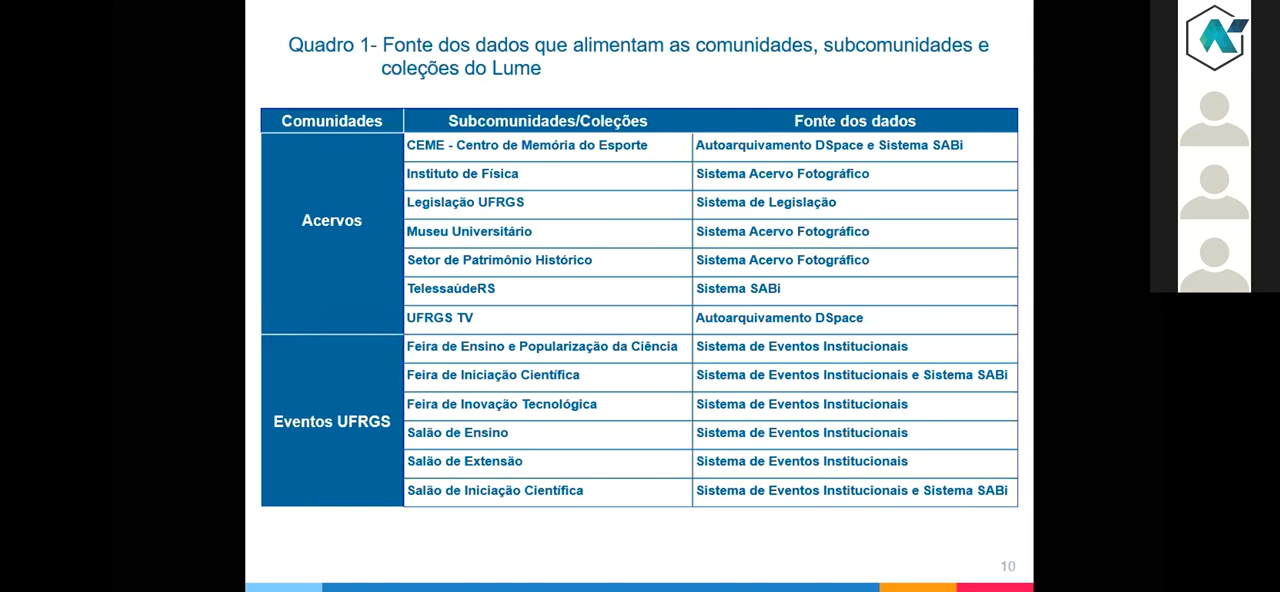 Quadro 1- Fonte dos dados que alimentam as comunidades, subcomunidades e
coleções do Lume
Comunidades Subcomunidades/Coleções Fonte dos dados
Acervos
CEME - Centro de Memória do Esporte Autoarquivamento DSpace e Sistema SABi
Instituto de Física Sistema Acervo Fotográfico
Legislação UFRGS Sistema de Legislação
Museu Universitário Sistema Acervo Fotográfico
Setor de Patrimônio Histórico Sistema Acervo Fotográfico
TelessaúdeRS Sistema SABi
UFRGS TV Autoarquivamento DSpace
Eventos UFRGS
Feira de Ensino e Popularização da Ciência Sistema de Eventos Institucionais
Feira de Iniciação Científica Sistema de Eventos Institucionais e Sistema SABi
Feira de Inovação Tecnológica Sistema de Eventos Institucionais
Salão de Ensino Sistema de Eventos Institucionais
Salão de Extensão Sistema de Eventos Institucionais
Salão de Iniciação Científica Sistema de Eventos Institucionais e Sistema SABi
10